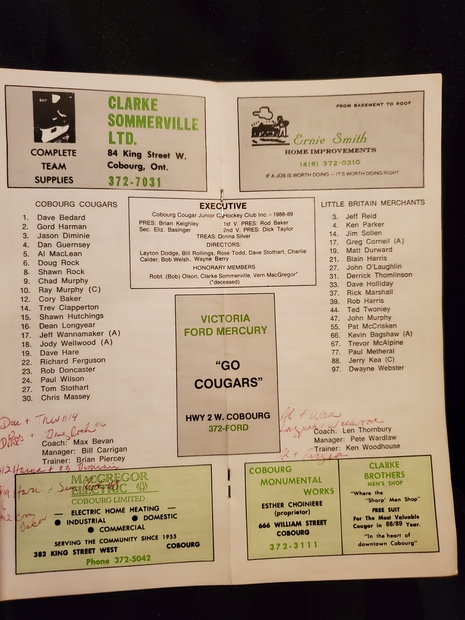 CLARKE
SOMMERVILLE
LTD.
COMPLETE
TEAM
SUPPLIES
84 King Street W.
Cobourg, Ont.
372-7031
FROM BASEMENT TO ROOF
Ernie Smith
HOME IMPROVEMENTS
(416) 372-0310
IF A JOB IS WORTH DOING — IT'S WORTH DOING RIGHT.
COBOURG COUGARS
1. Dave Bedard
2. Gord Harman
3. Jason Diminie
4. Dan Guernsey
5. Al MacLean
6. Doug Rock
8. Shawn Rock
9. Chad Murphy
10. Ray Murphy (C)
12. Cory Baker
14. Trev Clapperton
15. Shawn Hutchings
16. Dean Longyear
17. Jeff Wannamaker (A)
18. Jody Wellwood (A)
19. Dave Hare
22. Richard Ferguson
23. Rob Doncaster
24. Paul Wilson
27. Tom Stothart
30. Chris Massey
Coach: Max Bevan
Manager: Bill Carrigan
Trainer: Brian Piercey
EXECUTIVE
Cobourg Cougar Junior C Hockey Club Inc. - 1988-89
PRES: Brian Keighley 1st V. PRES: Rod Baker
Sec: Eliz. Basinger 2nd V. PRES: Dick Taylor
TREAS: Donna Silver
DIRECTORS:
Layton Dodge, Bill Rollings, Rose Todd, Dave Stothart, Charlie
Calder, Bob Welsh, Wayne Berry
HONORARY MEMBERS
Robt. (Bob) Olson, Clarke Sommerville, Vern MacGregor*
(*deceased)
VICTORIA
FORD MERCURY
"GO
COUGARS"
HWY 2 W. COBOURG
372-FORD
LITTLE BRITAIN MERCHANTS
3. Jeff Reid
4. Ken Parker
14. Jim Sollen
17. Greg Corneil (A)
19. Matt Durward
21. Blain Harris
27. John O'Laughlin
31. Derrick Thomlinson
33. Dave Holliday
37. Rick Marshall
39. Rob Harris
44. Ted Twoniey
47. John Murphy
55. Pat McCrisken
66. Kevin Bagshaw (A)
67. Trevor McAlpine
77. Paul Metheral
88. Jerry Kea (C)
97. Dwayne Webster
Coach: Len Thornbury
Manager: Pete Wardlaw
Trainer: Ken Woodhouse
MACGREGOR
ELECTRIC
COBOURG LIMITED
— ELECTRIC HOME HEATING —
• INDUSTRIAL • DOMESTIC
• COMMERCIAL
SERVING THE COMMUNITY SINCE 1955
383 KING STREET WEST COBOURG
Phone 372-5042
COBOURG
MONUMENTAL
WORKS
ESTHER CHOINIERE
(proprietor)
666 WILLIAM STREET
COBOURG
372-3111
CLARKE
BROTHERS
MEN'S SHOP
"Where the
"Sharp' Men Shop"
FREE SUIT
For The Most Valuable
Cougar in 88/89 Year.
"In the heart of
downtown Cobourg"